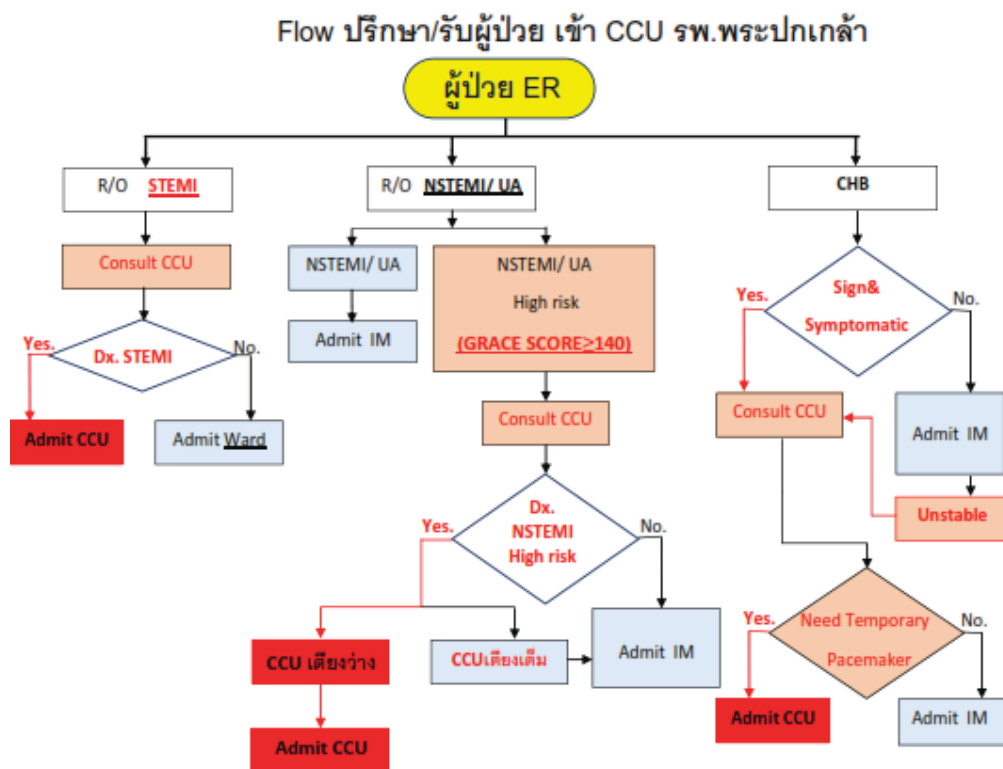 Flow ปรึกษา/รับผู้ป่วย เข้า CCU รพ.พระปกเกล้า
ผู้ป่วย ER
R/O STEMI
R/O NSTEMI/ UA
CHB
Consult CCU
NSTEMI/ UA
NSTEMI/ UA
High risk
(GRACE SCORE≥140)
Admit IM
Yes.
Sign&
Symptomatic
No.
Yes.
Dx. STEMI
No.
Admit CCU
Admit Ward
Consult CCU
Consult CCU
Admit IM
Unstable
Yes.
Dx.
NSTEMI
High risk
No.
CCU เตียงว่าง
CCUเตียงเต็ม
Admit IM
Admit CCU
Yes.
Need Temporary
Pacemaker
No.
Admit CCU
Admit IM